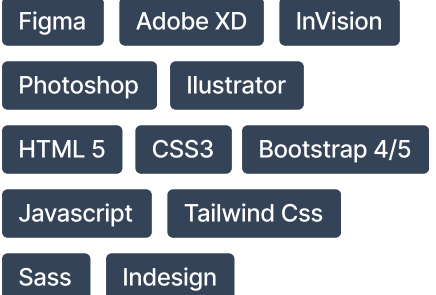 Figma Adobe XD InVision
Photoshop Ilustrator
HTML 5 CSS3 Bootstrap 4/5
Javascript Tailwind Css
Sass Indesign